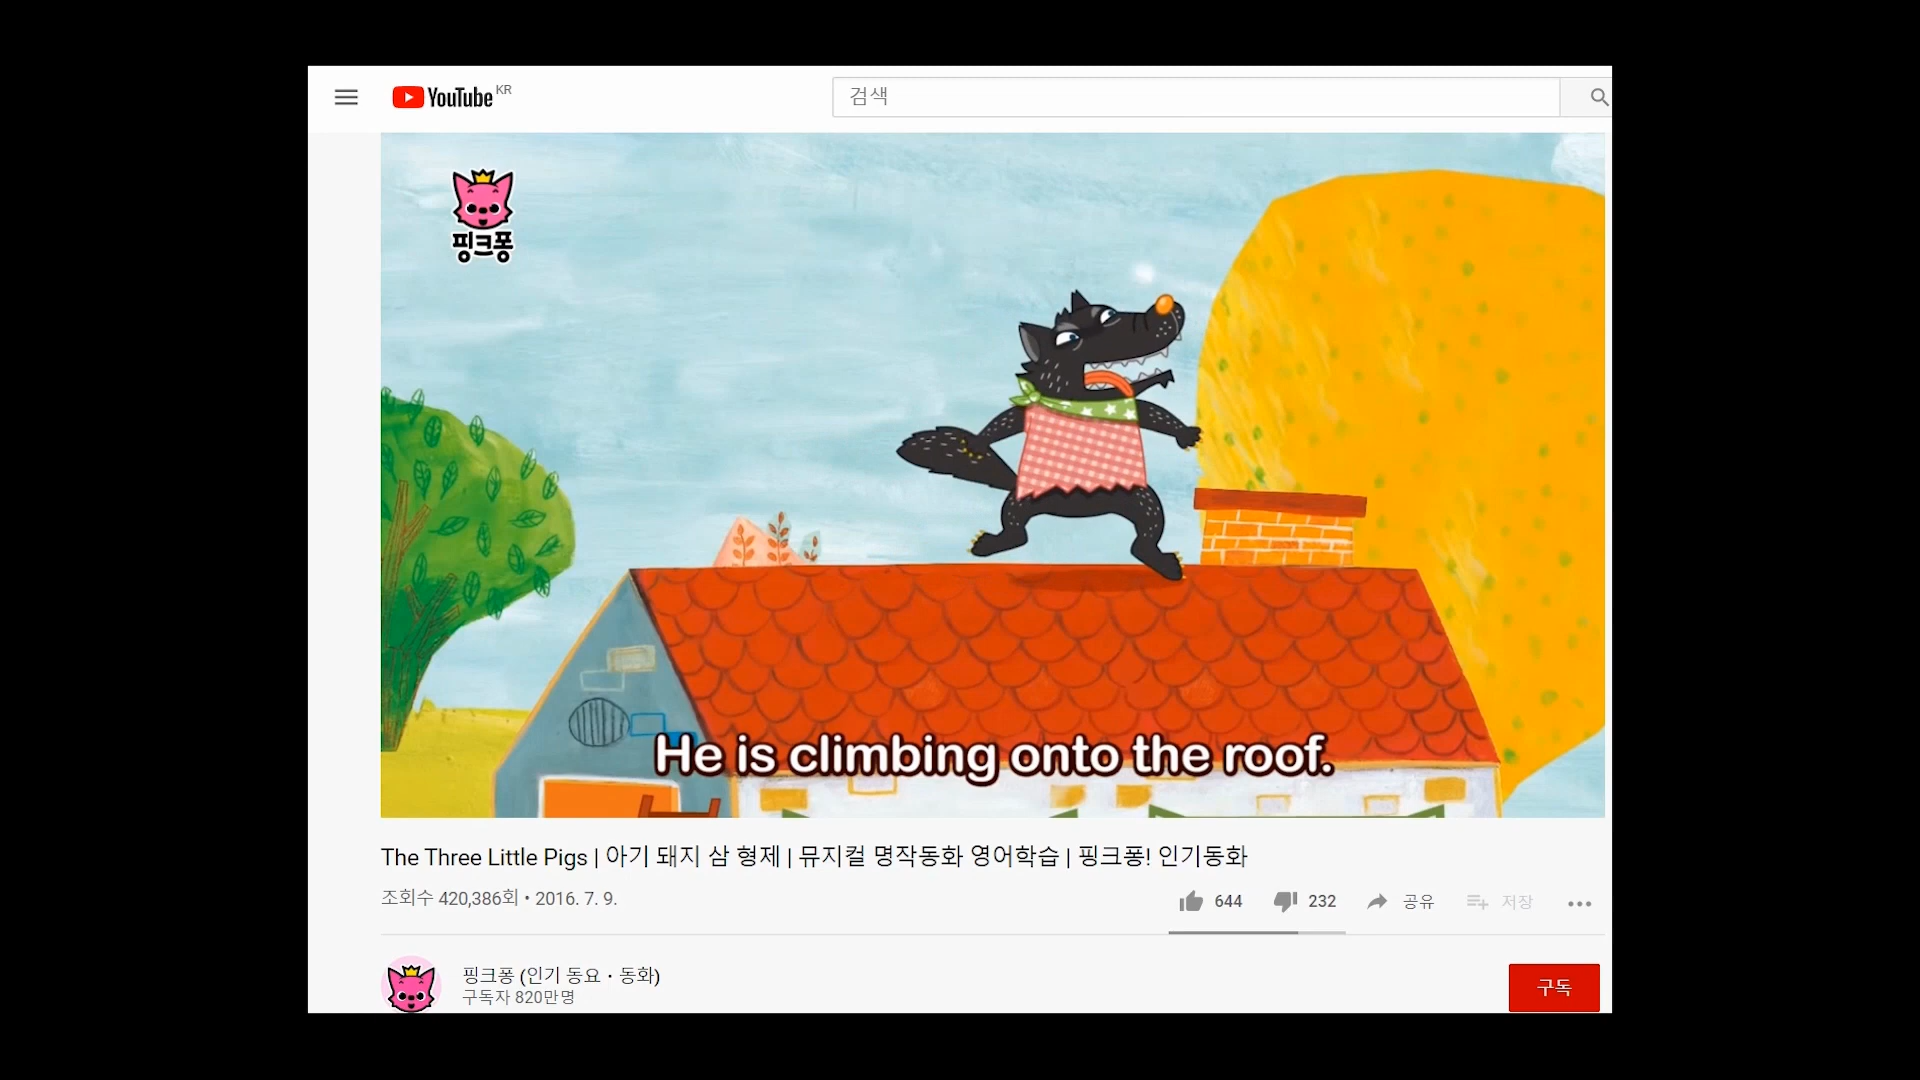 YouTube KR
검색
핑크퐁
He is climbing onto the roof.
The Three Little Pigs | 아기 돼지 삼 형제 | 뮤지컬 명작동화 영어학습 | 핑크퐁! 인기동화
조회수 420,386회 • 2016. 7. 9.
644 232 공유 저장
핑크퐁 (인기 동요・동화)
구독자 820만명
구독